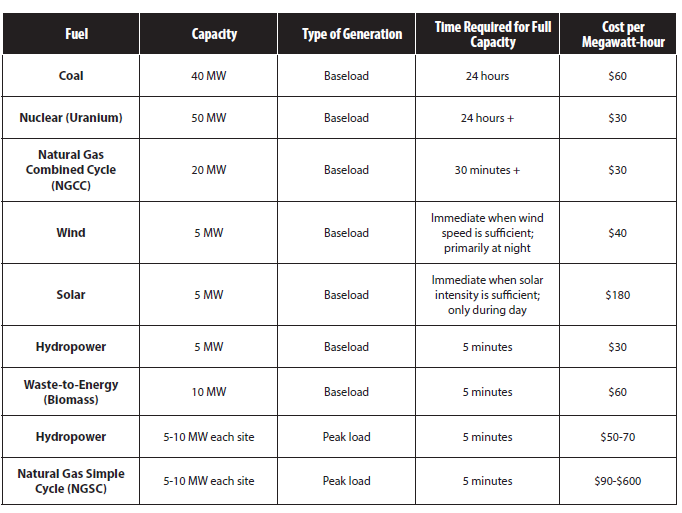 Fuel
Capacity
Type of Generation
Time Required for Full
Capacity
Cost per
Megawatt-hour
Coal
40 MW
Baseload
24 hours
$60
Nuclear (Uranium)
50 MW
Baseload
24 hours +
$30
Natural Gas
Combined Cycle
(NGCC)
20 MW
Baseload
30 minutes +
$30
Wind
5 MW
Baseload
Immediate when wind
speed is sufficient;
primarily at night
$40
Solar
5 MW
Baseload
Immediate when solar
intensity is sufficient;
only during day
$180
Hydropower
5 MW
Baseload
5 minutes
$30
Waste-to-Energy
(Biomass)
10 MW
Baseload
5 minutes
$60
Hydropower
5-10 MW each site
Peak load
5 minutes
$50-70
Natural Gas Simple
Cycle (NGSC)
5-10 MW each site
Peak load
5 minutes
$90-$600